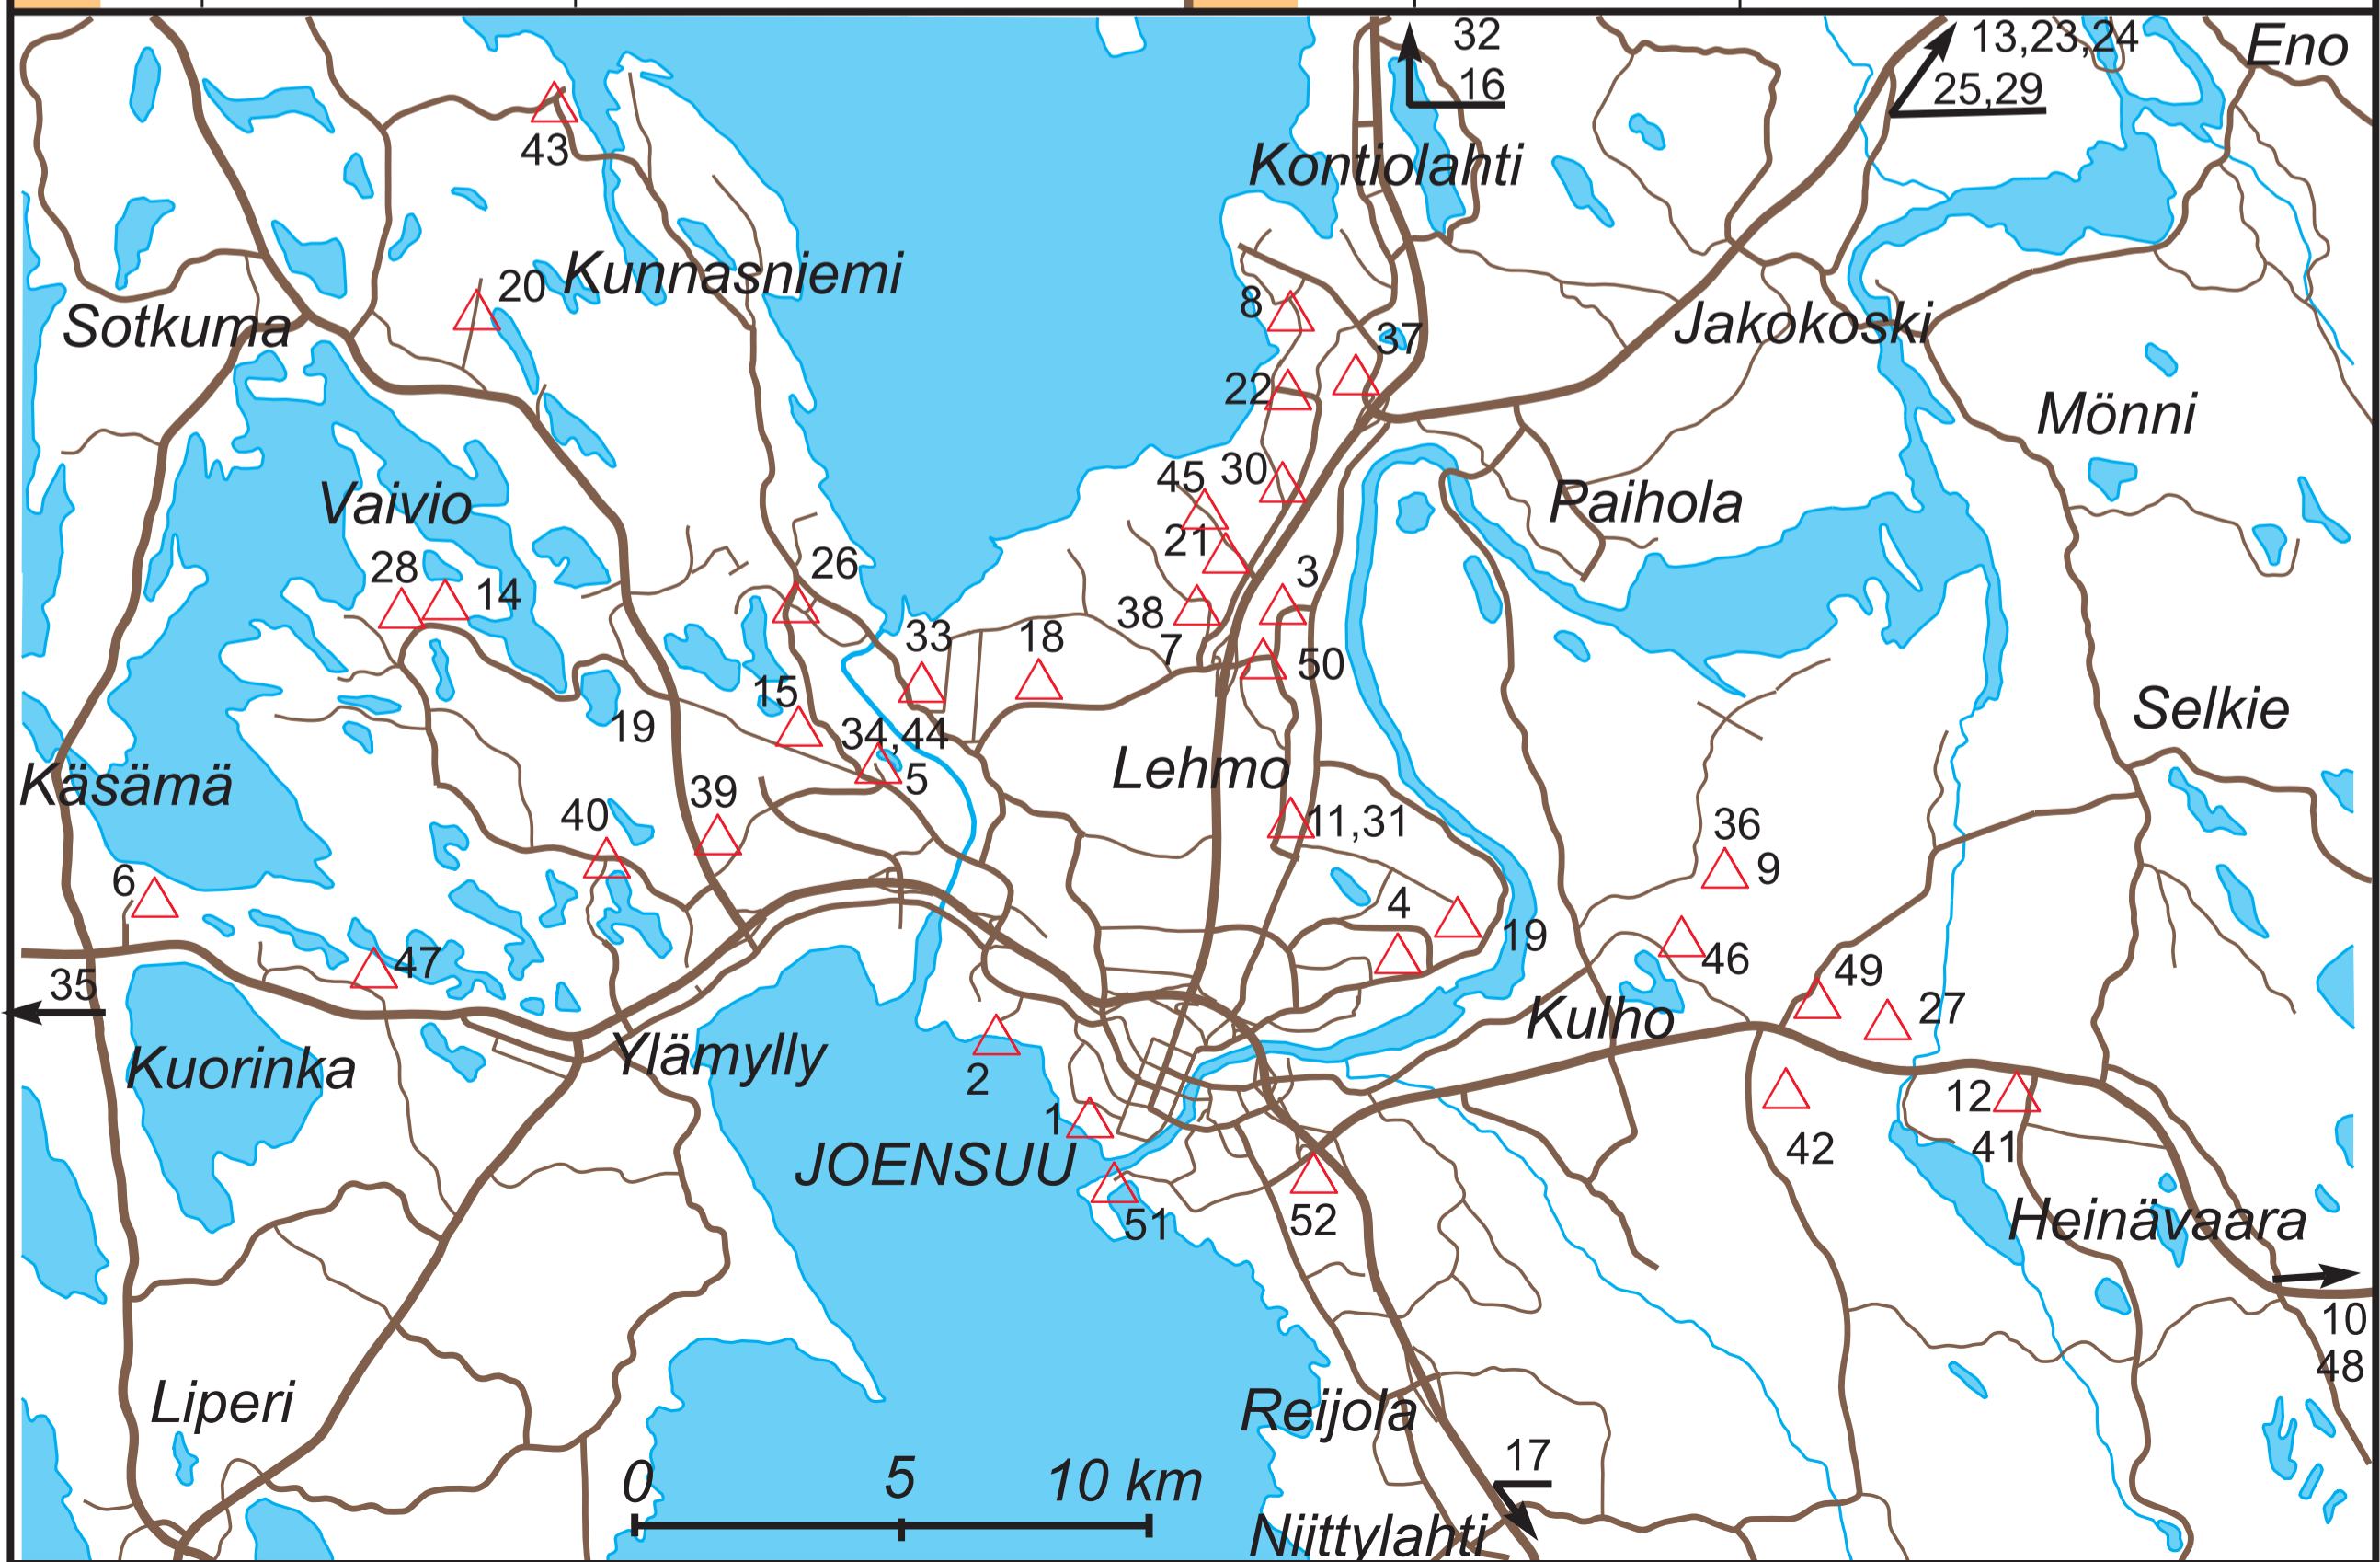 32
13,23,24
Eno
16
25,29
43
Kontiolahti
20
Kunnasniemi
8
Sotkuma
37
Jakokoski
22
Mönni
45
30
Vaivio
Paihola
21
26
28
14
3
38
33
18
7
50
15
19
34,44
Selkie
Lehmo
5
Käsämä
39
40
11,31
36
9
6
4
19
47
46
49
35
27
Kulho
Kuorinka
Ylämylly
2
12
1
42
41
JOENSUU
51
52
Heinävaara
10
48
Liperi
Reijola
17
0
5
10 km
Niittylahti